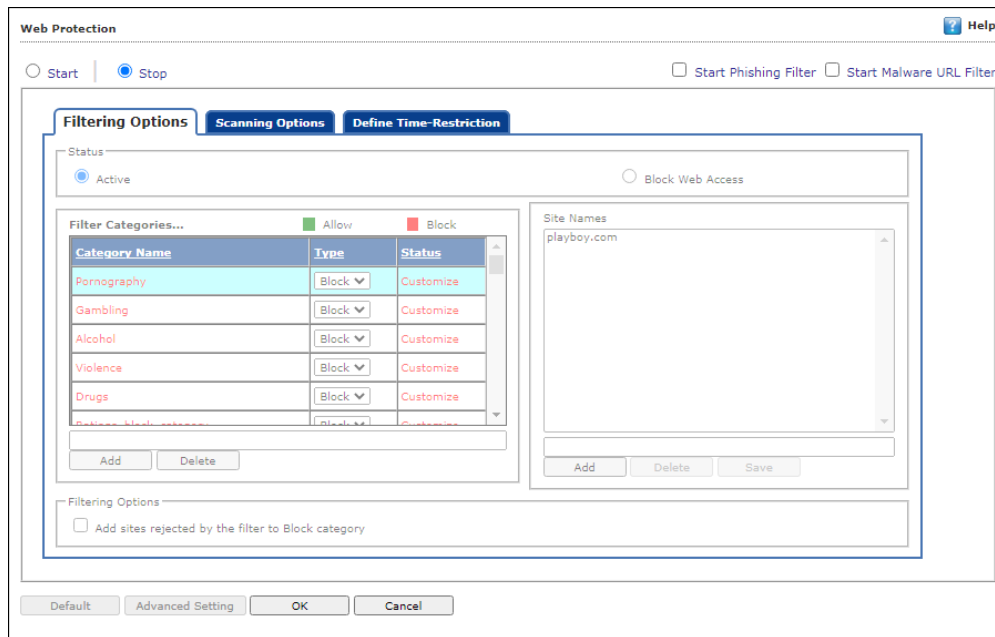 Web Protection
Help
Start
Stop
Start Phishing Filter
Start Malware URL Filter
Filtering Options
Scanning Options
Define Time-Restriction
Status
Active
Block Web Access
Filter Categories...
Allow
Block
Category Name
Type
Status
Pornography
Block
Customize
Gambling
Block
Customize
Alcohol
Block
Customize
Violence
Block
Customize
Drugs
Block
Customize
Block
Customize
Add
Delete
Site Names
playboy.com
Add
Delete
Save
Filtering Options
Add sites rejected by the filter to Block category
Default
Advanced Setting
OK
Cancel